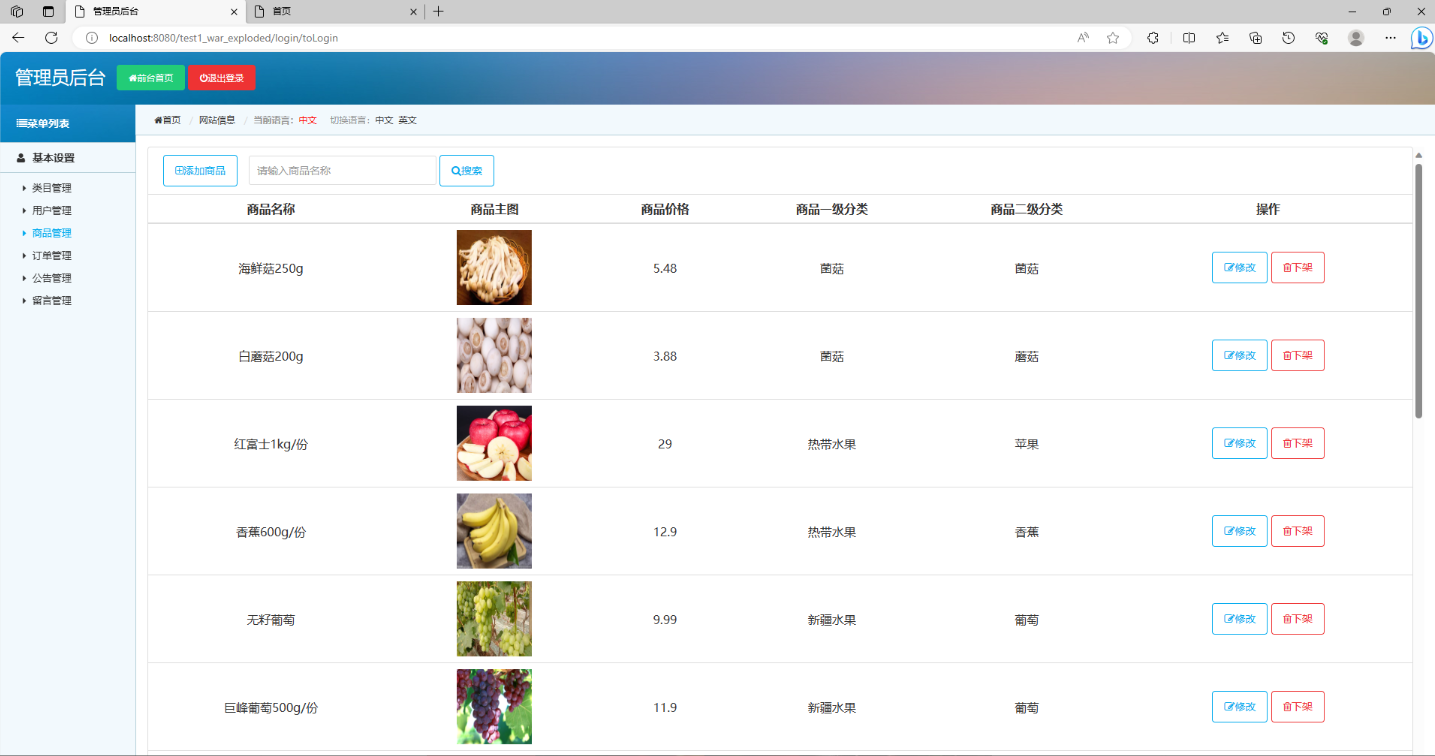 管理员后台
首页
localhost:8080/test1_war_exploded/login/toLogin
管理员后台 前台首页 退出登录
菜单列表
首页 / 网站信息 / 当前语言：中文 切换语言：中文 英文
基本设置
类目管理
用户管理
商品管理
订单管理
公告管理
留言管理
添加商品 请输入商品名称 搜索
商品名称 商品主图 商品价格 商品一级分类 商品二级分类 操作
海鲜菇250g 5.48 菌菇 菌菇 修改 下架
白蘑菇200g 3.88 菌菇 蘑菇 修改 下架
红富士1kg/份 29 热带水果 苹果 修改 下架
香蕉600g/份 12.9 热带水果 香蕉 修改 下架
无籽葡萄 9.99 新疆水果 葡萄 修改 下架
巨峰葡萄500g/份 11.9 新疆水果 葡萄 修改 下架